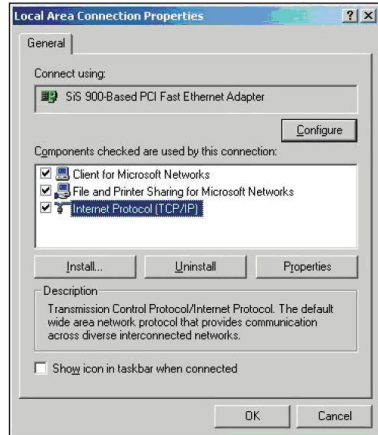 Local Area Connection Properties
General
Connect using:
SiS 900-Based PCI Fast Ethernet Adapter
Configure
Components checked are used by this connection:
Client for Microsoft Networks
File and Printer Sharing for Microsoft Networks
Internet Protocol (TCP/IP)
Install...
Uninstall
Properties
Description
Transmission Control Protocol/Internet Protocol. The default
wide area network protocol that provides communication
across diverse interconnected networks.
Show icon in taskbar when connected
OK
Cancel